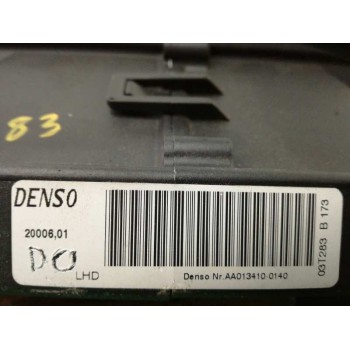 83
DENSO
20006,01
DO
LHD
Denso Nr.AA013410-0140
03T283 B 173